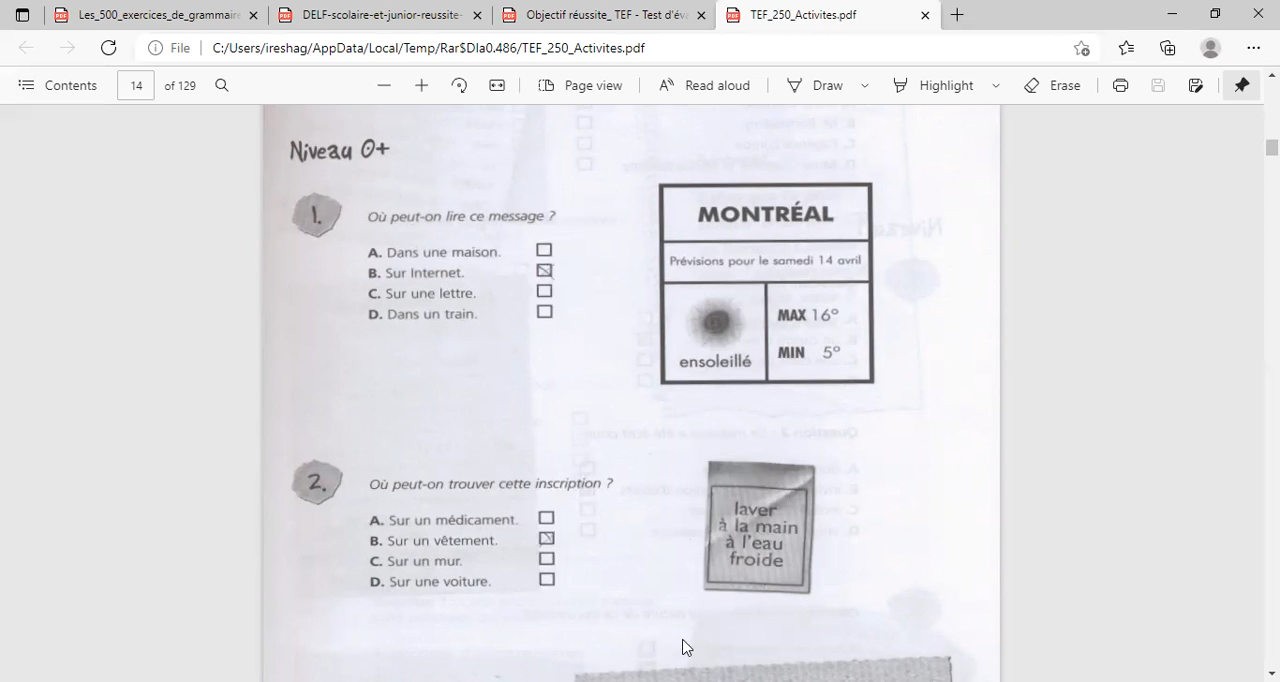 Les_500_exercices_de_grammaire
DELF-scolaire-et-junior-reussite-
Objectif réussite_ TEF - Test d'éva
TEF_250_Activites.pdf
File
C:/Users/ireshag/AppData/Local/Temp/Rar$DIa0.486/TEF_250_Activites.pdf
Contents
14
of 129
Page view
Read aloud
Draw
Highlight
Erase
Niveau 0+
1.
Où peut-on lire ce message ?
A. Dans une maison.
B. Sur Internet.
C. Sur une lettre.
D. Dans un train.
MONTRÉAL
Prévisions pour le samedi 14 avril
ensoleillé
MAX 16°
MIN 5°
2.
Où peut-on trouver cette inscription ?
A. Sur un médicament.
B. Sur un vêtement.
C. Sur un mur.
D. Sur une voiture.
laver
à la main
à l'eau
froide